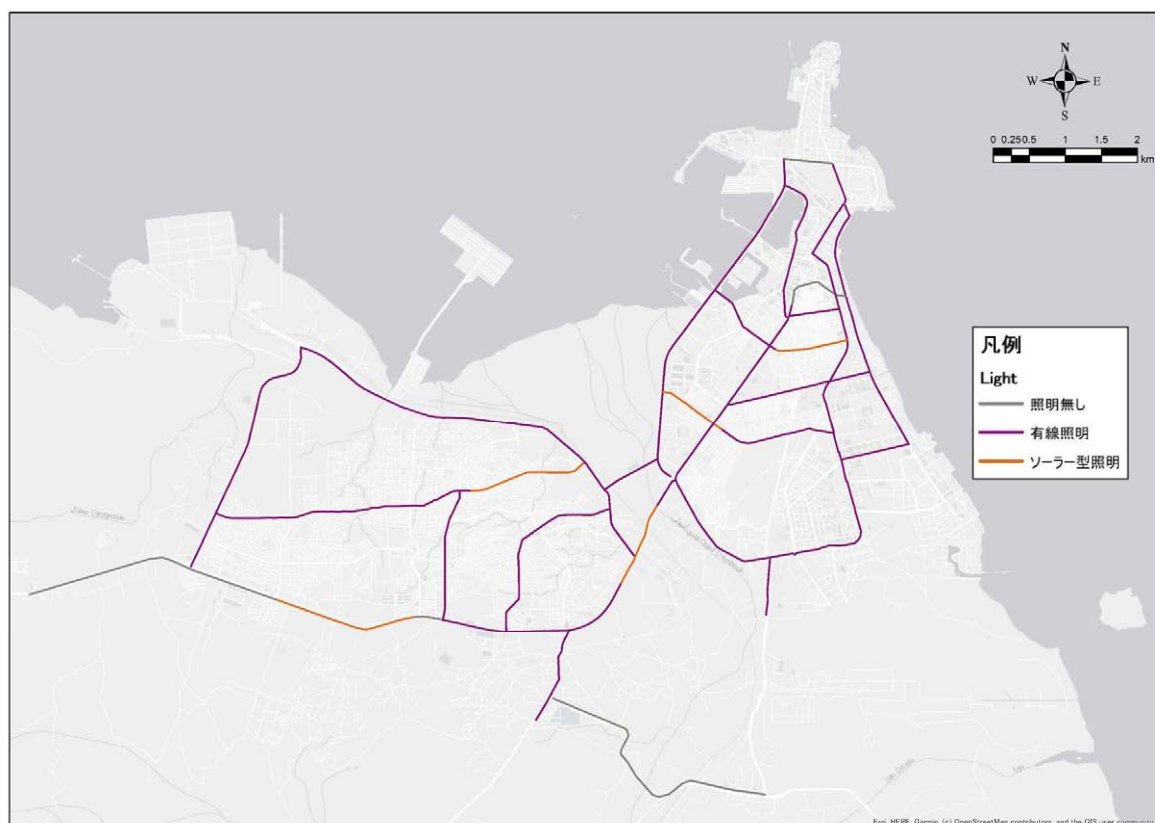 N
W E
S
0 0.25 0.5 1 1.5 2
km
凡例
Light
照明無し
有線照明
ソーラー型照明
Esri, HERE, Garmin, (c) OpenStreetMap contributors, and the GIS user community